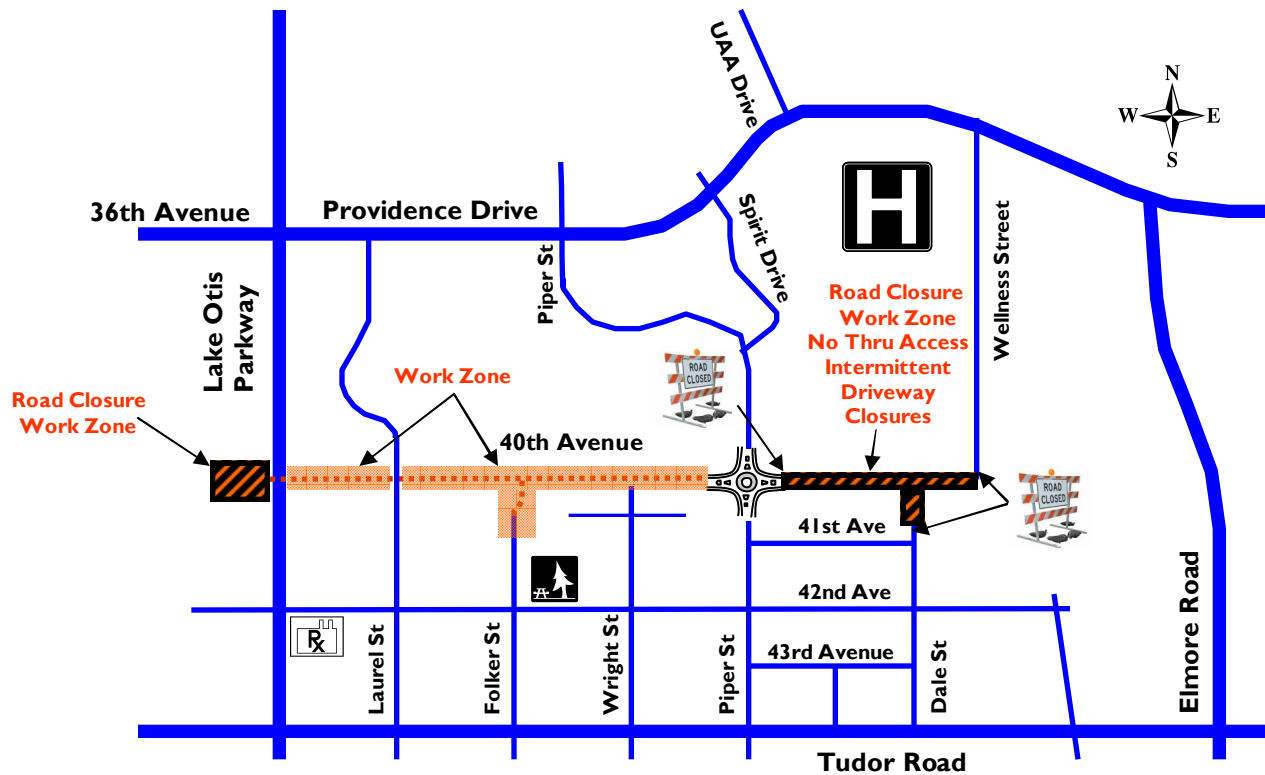 UAA Drive
N
W
E
S
H
36th Avenue
Providence Drive
Piper St
Spirit Drive
Wellness Street
Lake Otis
Parkway
Road Closure
Work Zone
No Thru Access
Intermittent
Driveway
Closures
ROAD
CLOSED
Work Zone
Road Closure
Work Zone
40th Avenue
ROAD
CLOSED
41st Ave
42nd Ave
43rd Avenue
Rx
Laurel St
Folker St
Wright St
Piper St
Dale St
Elmore Road
Tudor Road